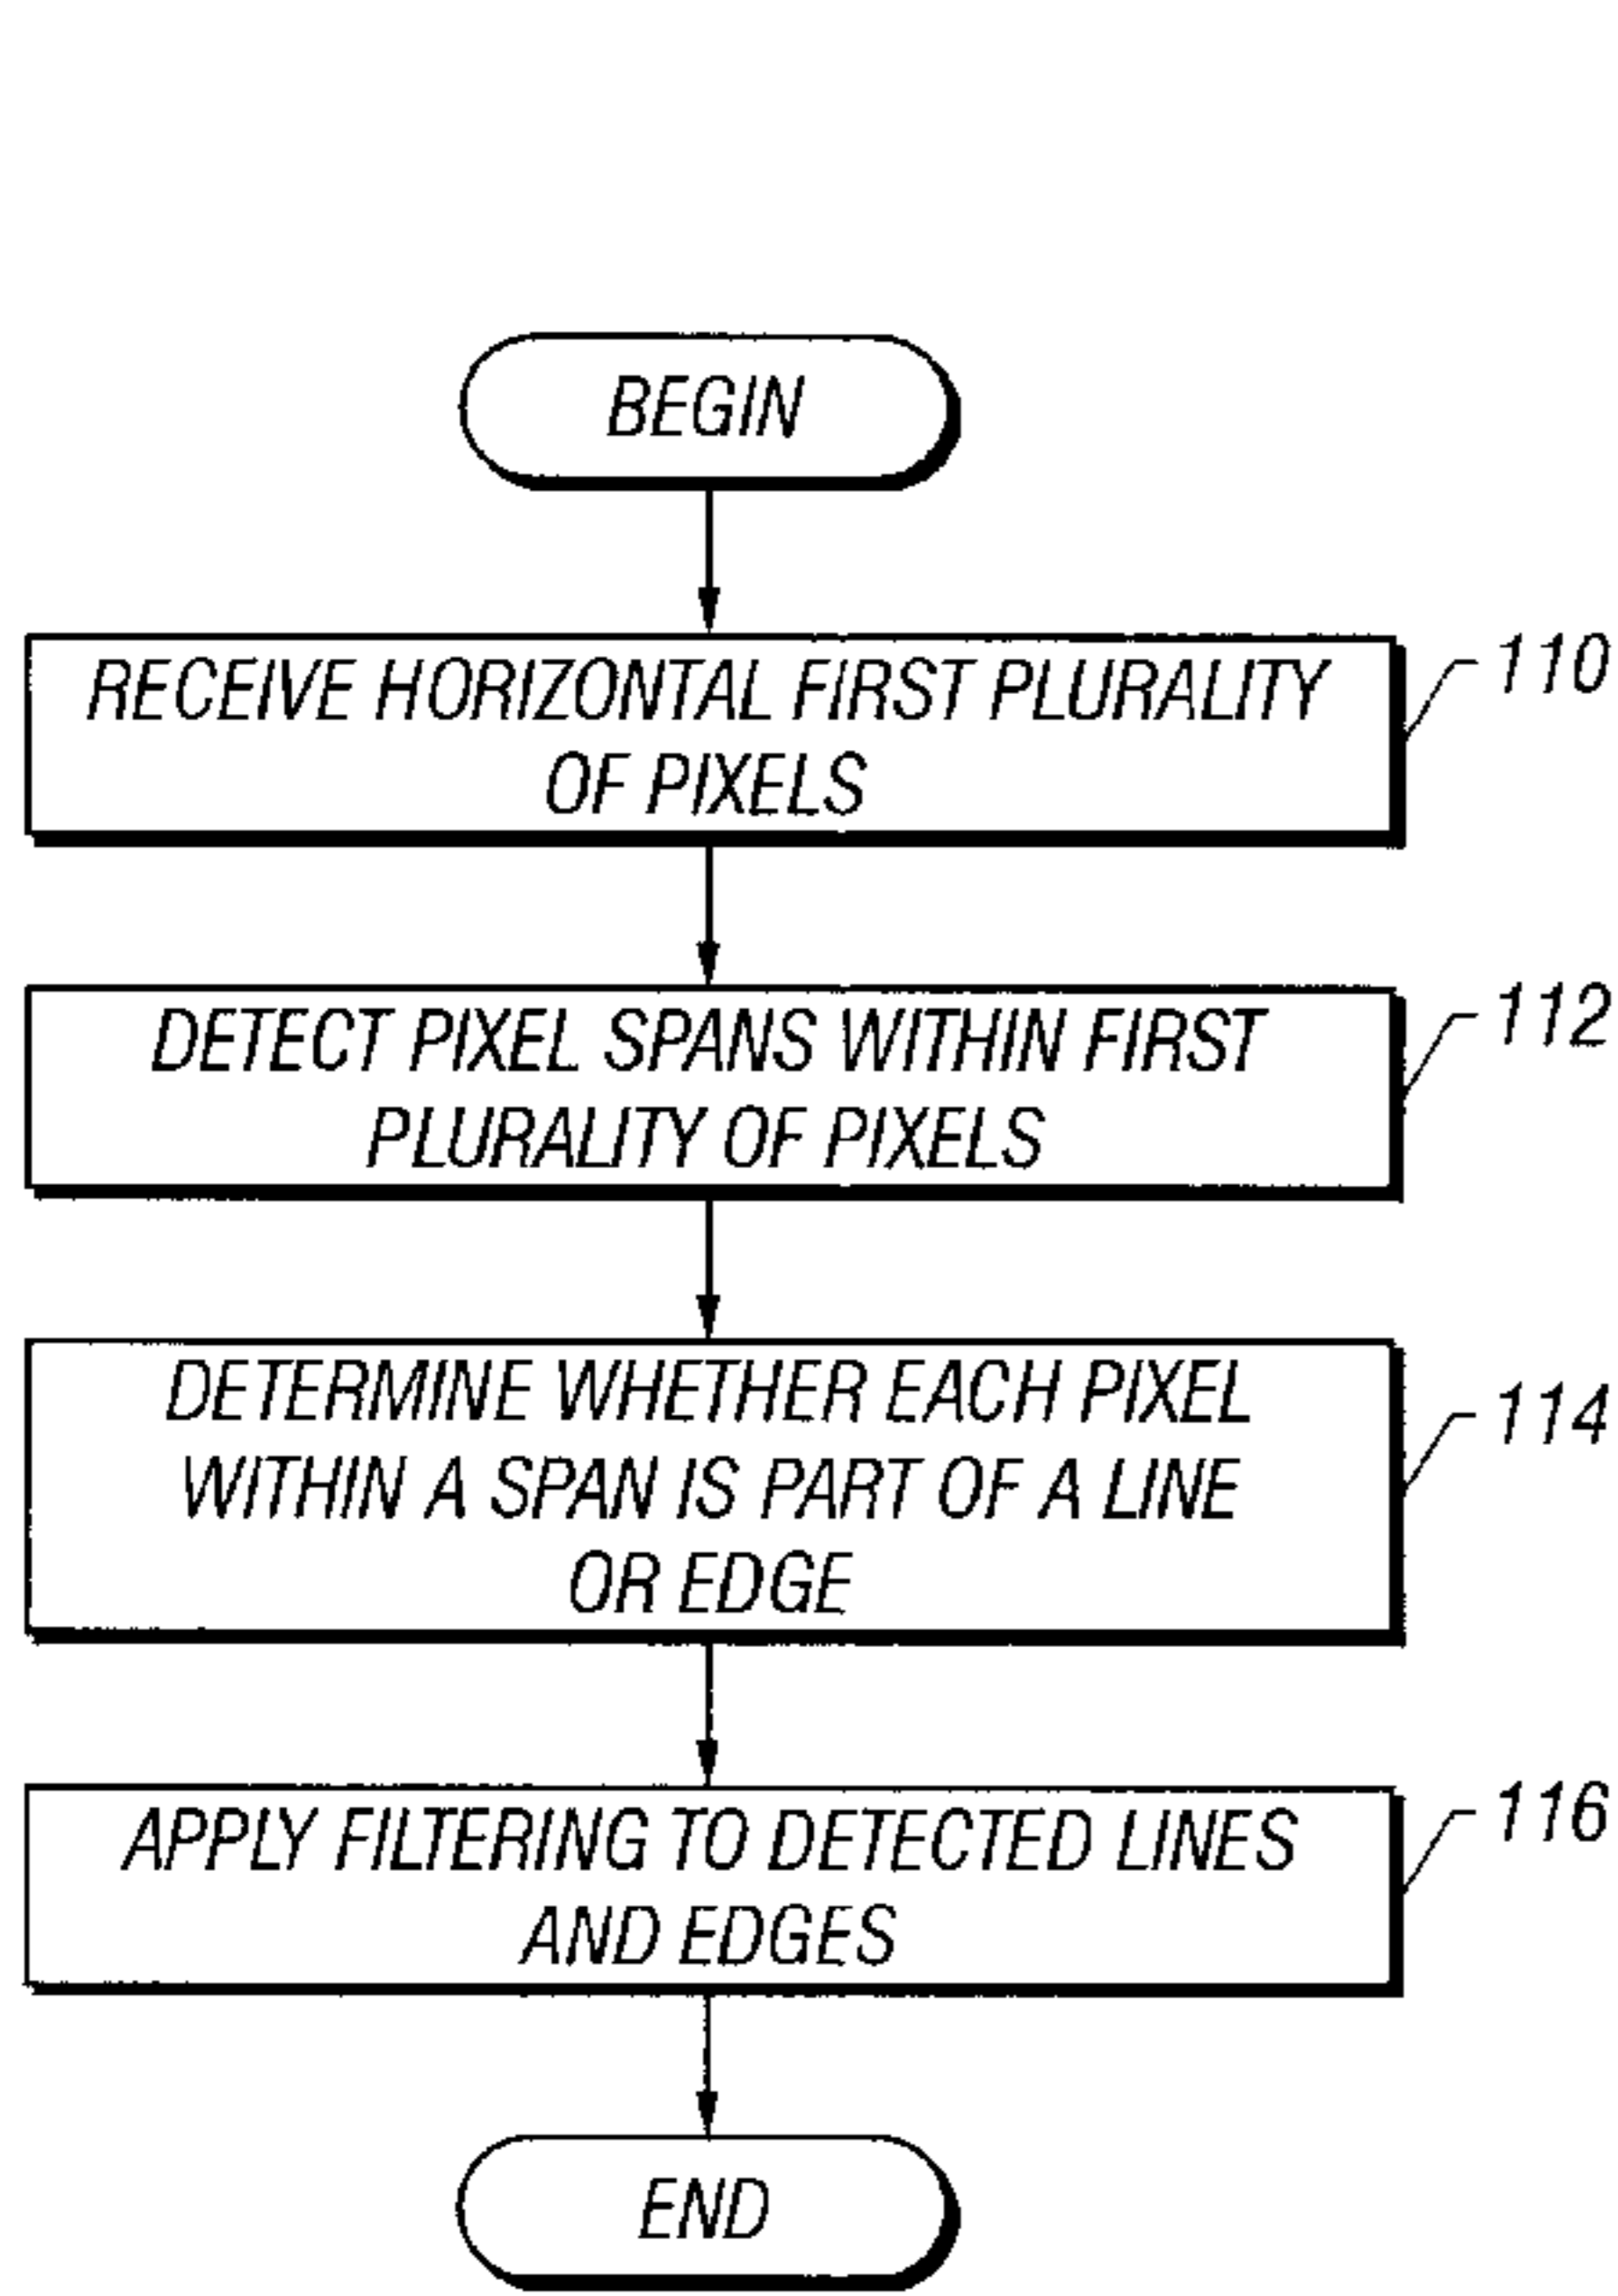 BEGIN
RECEIVE HORIZONTAL FIRST PLURALITY
OF PIXELS
110
DETECT PIXEL SPANS WITHIN FIRST
PLURALITY OF PIXELS
112
DETERMINE WHETHER EACH PIXEL
WITHIN A SPAN IS PART OF A LINE
OR EDGE
114
APPLY FILTERING TO DETECTED LINES
AND EDGES
116
END